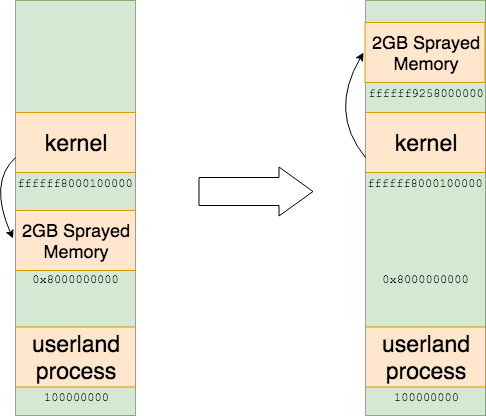 kernel
ffffff8000100000
2GB Sprayed
Memory
0x8000000000
userland
process
100000000
2GB Sprayed
Memory
ffffff9258000000
kernel
ffffff8000100000
0x8000000000
userland
process
100000000